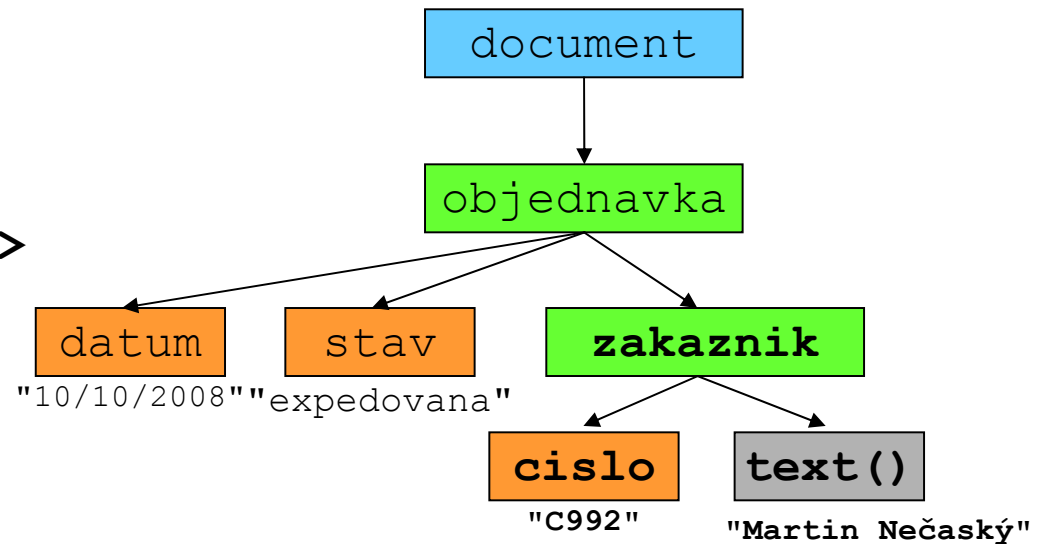 document
objednavka
>
datum stav zakaznik
"10/10/2008" "expedovana"
cislo text()
"C992" "Martin Nečaský"